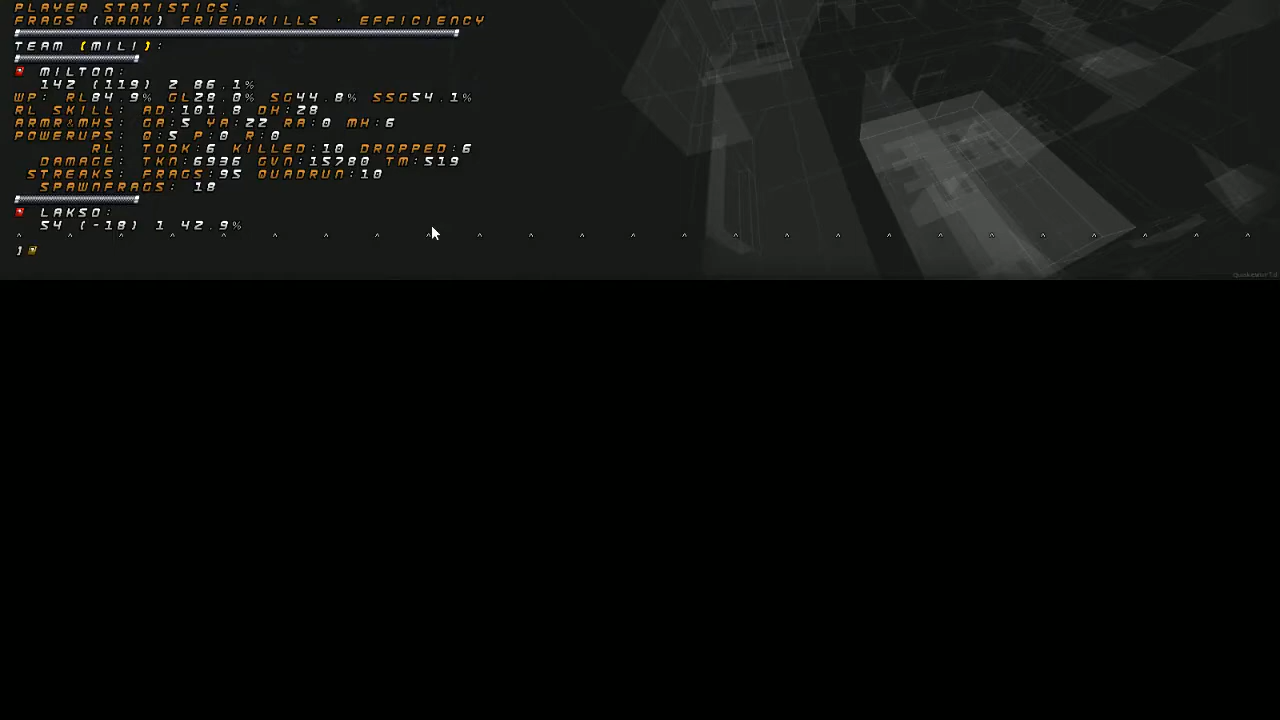 PLAYER STATISTICS:
FRAGS (RANK) FRIENDKILLS · EFFICIENCY
TEAM (MILI):
MILTON:
142 (119) 2 86.1%
WP: RL84.9% GL28.0% SG44.8% SSG54.1%
RL SKILL: AD:101.8 DH:28
ARMR&MHS: GA:5 YA:22 RA:0 MH:6
POWERUPS: Q:5 P:0 R:0
RL: TOOK:6 KILLED:10 DROPPED:6
DAMAGE: TKN:6936 GVN:15780 TM:519
STREAKS: FRAGS:95 QUADRUN:10
SPAWNFRAGS: 18
LAKSO:
54 (-18) 1 42.9%
^ ^ ^ ^ ^ ^ ^ ^ ^ ^ ^ ^ ^ ^ ^ ^ ^ ^ ^ ^ ^ ^ ^ ^ ^
]